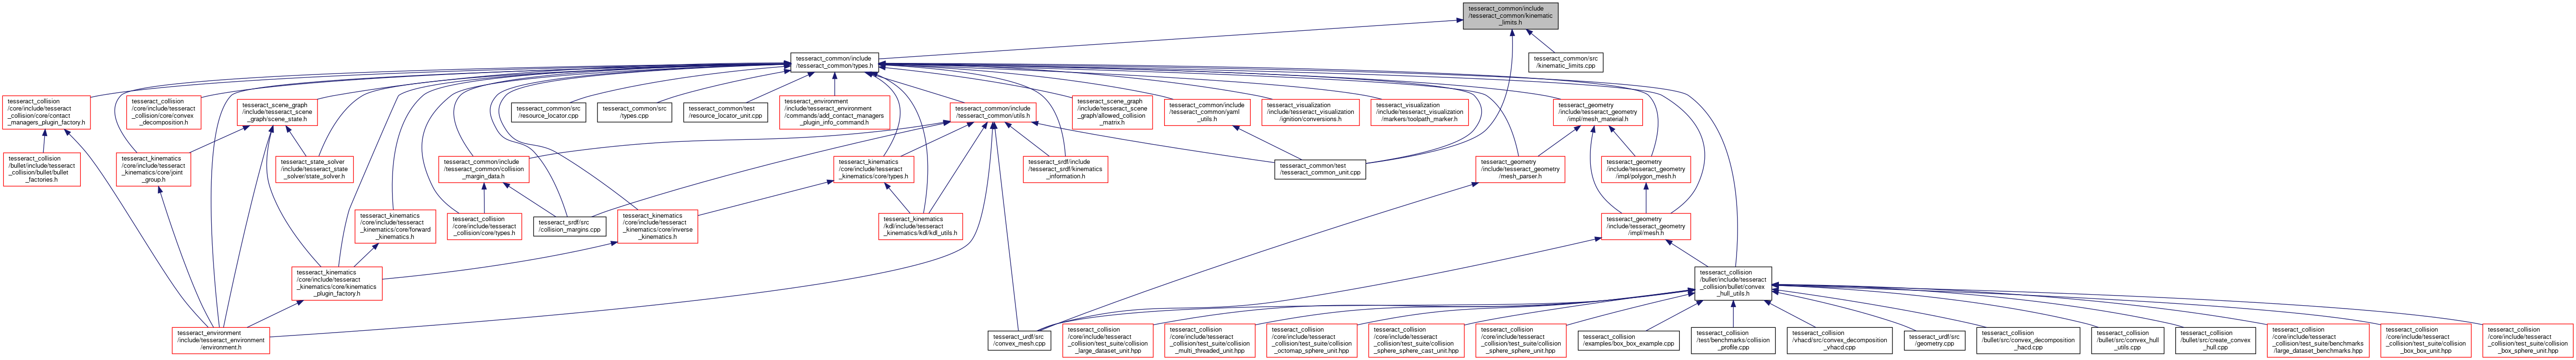 tesseract_common/include
/tesseract_common/kinematic
_limits.h
tesseract_common/include
/tesseract_common/types.h
tesseract_common/src
/kinematic_limits.cpp
tesseract_collision
/core/include/tesseract
_collision/core/contact
_managers_plugin_factory.h
tesseract_collision
/core/include/tesseract
_collision/core/convex
_decomposition.h
tesseract_scene_graph
/include/tesseract_scene
_graph/scene_state.h
tesseract_common/src
/resource_locator.cpp
tesseract_common/src
/types.cpp
tesseract_common/test
/resource_locator_unit.cpp
tesseract_environment
/include/tesseract_environment
/commands/add_contact_managers
_plugin_info_command.h
tesseract_common/include
/tesseract_common/utils.h
tesseract_scene_graph
/include/tesseract_scene
_graph/allowed_collision
_matrix.h
tesseract_common/include
/tesseract_common/yaml
_utils.h
tesseract_visualization
/include/tesseract_visualization
/ignition/conversions.h
tesseract_visualization
/include/tesseract_visualization
/markers/toolpath_marker.h
tesseract_geometry
/include/tesseract_geometry
/impl/mesh_material.h
tesseract_collision
/bullet/include/tesseract
_collision/bullet/bullet
_factories.h
tesseract_kinematics
/core/include/tesseract
_kinematics/core/joint
_group.h
tesseract_state_solver
/include/tesseract_state
_solver/state_solver.h
tesseract_common/include
/tesseract_common/collision
_margin_data.h
tesseract_kinematics
/core/include/tesseract
_kinematics/core/types.h
tesseract_srdf/include
/tesseract_srdf/kinematics
_information.h
tesseract_common/test
/tesseract_common_unit.cpp
tesseract_geometry
/include/tesseract_geometry
/mesh_parser.h
tesseract_geometry
/include/tesseract_geometry
/impl/polygon_mesh.h
tesseract_kinematics
/core/include/tesseract
_kinematics/core/forward
_kinematics.h
tesseract_collision
/core/include/tesseract
_collision/core/types.h
tesseract_srdf/src
/collision_margins.cpp
tesseract_kinematics
/core/include/tesseract
_kinematics/core/inverse
_kinematics.h
tesseract_kinematics
/kdl/include/tesseract
_kinematics/kdl/kdl_utils.h
tesseract_geometry
/include/tesseract_geometry
/impl/mesh.h
tesseract_kinematics
/core/include/tesseract
_kinematics/core/kinematics
_plugin_factory.h
tesseract_collision
/bullet/include/tesseract
_collision/bullet/convex
_hull_utils.h
tesseract_environment
/include/tesseract_environment
/environment.h
tesseract_urdf/src
/convex_mesh.cpp
tesseract_collision
/core/include/tesseract
_collision/test_suite/collision
_large_dataset_unit.hpp
tesseract_collision
/core/include/tesseract
_collision/test_suite/collision
_multi_threaded_unit.hpp
tesseract_collision
/core/include/tesseract
_collision/test_suite/collision
_octomap_sphere_unit.hpp
tesseract_collision
/core/include/tesseract
_collision/test_suite/collision
_sphere_sphere_cast_unit.hpp
tesseract_collision
/core/include/tesseract
_collision/test_suite/collision
_sphere_sphere_unit.hpp
tesseract_collision
/examples/box_box_example.cpp
tesseract_collision
/test/benchmarks/collision
_profile.cpp
tesseract_collision
/vhacd/src/convex_decomposition
_vhacd.cpp
tesseract_urdf/src
/geometry.cpp
tesseract_collision
/bullet/src/convex_decomposition
_hacd.cpp
tesseract_collision
/bullet/src/convex_hull
_utils.cpp
tesseract_collision
/bullet/src/create_convex
_hull.cpp
tesseract_collision
/core/include/tesseract
_collision/test_suite/benchmarks
/large_dataset_benchmarks.hpp
tesseract_collision
/core/include/tesseract
_collision/test_suite/collision
_box_box_unit.hpp
tesseract_collision
/core/include/tesseract
_collision/test_suite/collision
_box_sphere_unit.hpp